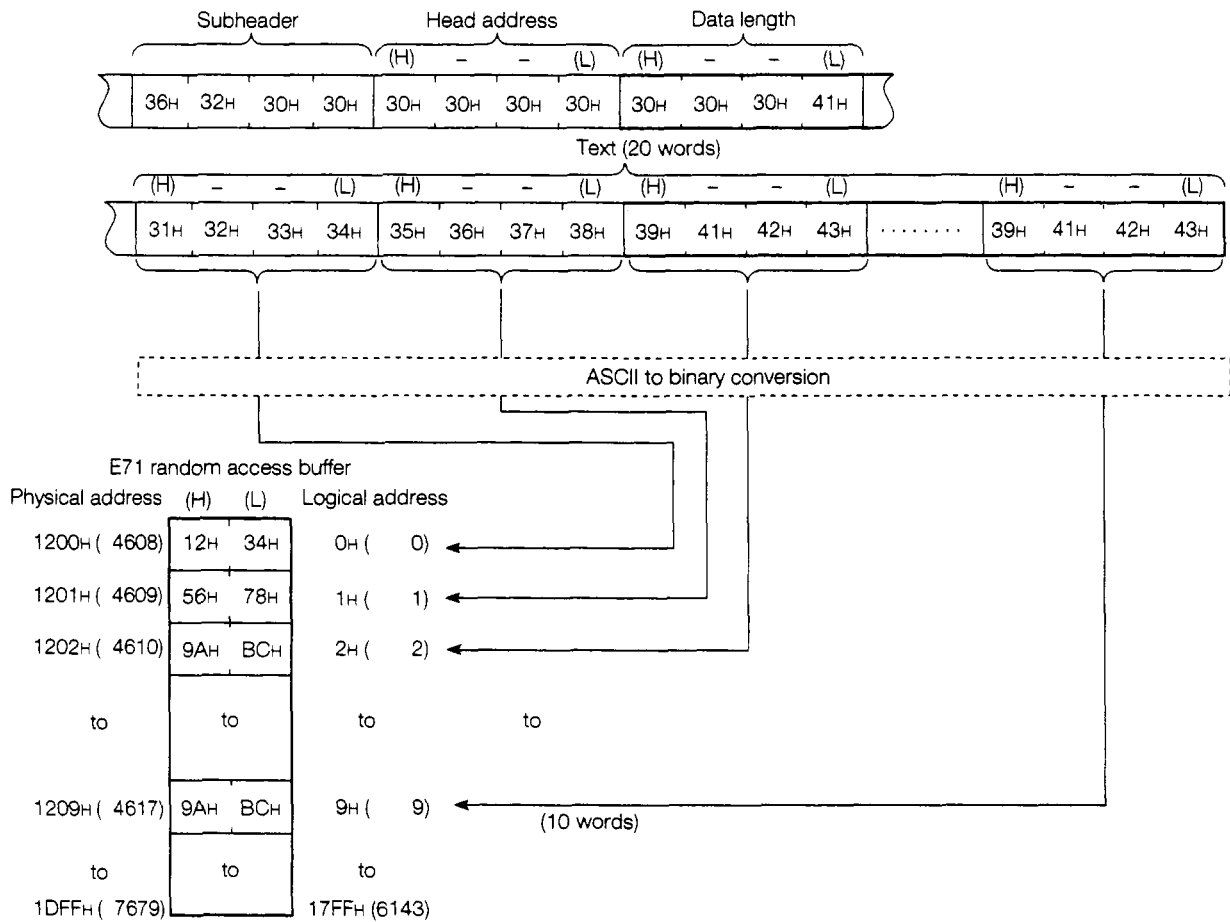 Subheader Head address Data length
(H) – – (L) (H) – – (L)
36H 32H 30H 30H 30H 30H 30H 30H 30H 30H 30H 41H
Text (20 words)
(H) – – (L) (H) – – (L) (H) – – (L) (H) – – (L)
31H 32H 33H 34H 35H 36H 37H 38H 39H 41H 42H 43H ········ 39H 41H 42H 43H
ASCII to binary conversion
E71 random access buffer
Physical address (H) (L) Logical address
1200H ( 4608) 12H 34H 0H ( 0)
1201H ( 4609) 56H 78H 1H ( 1)
1202H ( 4610) 9AH BCH 2H ( 2)
to to to to
1209H ( 4617) 9AH BCH 9H ( 9)
(10 words)
to to to
1DFFH ( 7679) 17FFH (6143)